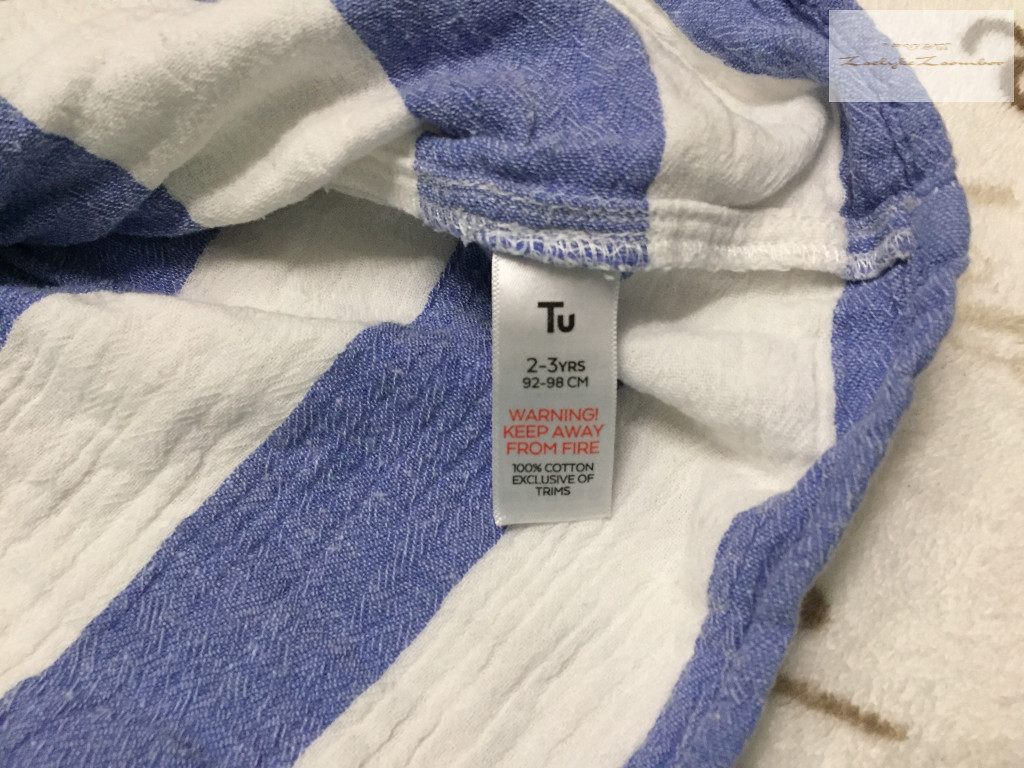 Tu
2-3YRS
92-98 CM
WARNING!
KEEP AWAY
FROM FIRE
100% COTTON
EXCLUSIVE OF
TRIMS